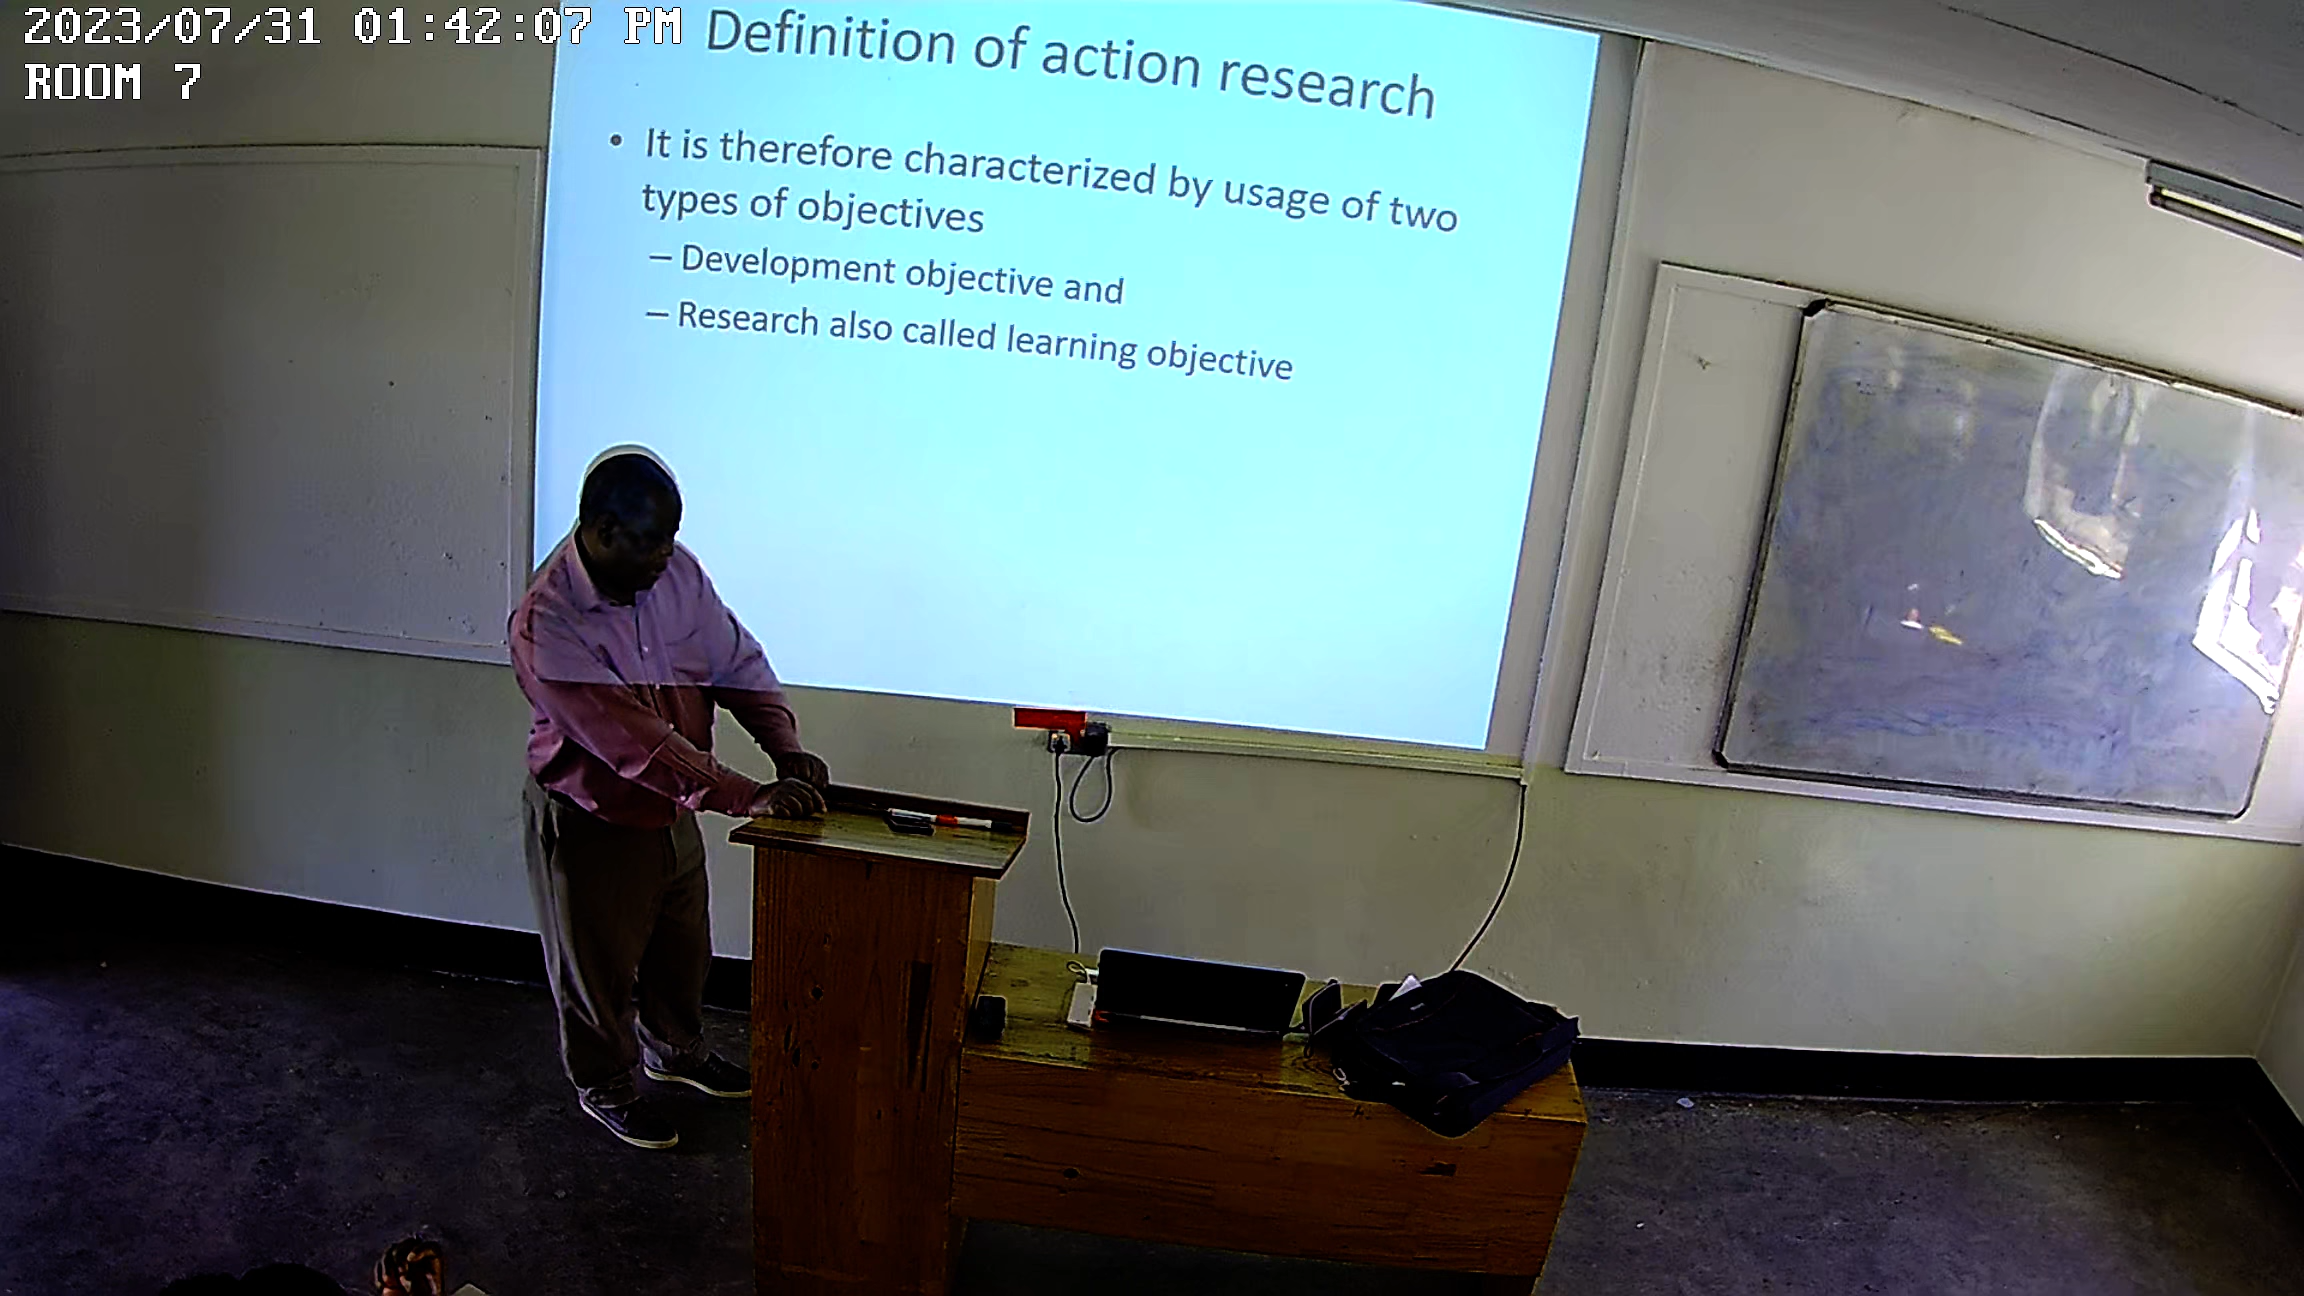 2023/07/31 01:42:07 PM
ROOM 7
Definition of action research
• It is therefore characterized by usage of two
types of objectives
– Development objective and
– Research also called learning objective